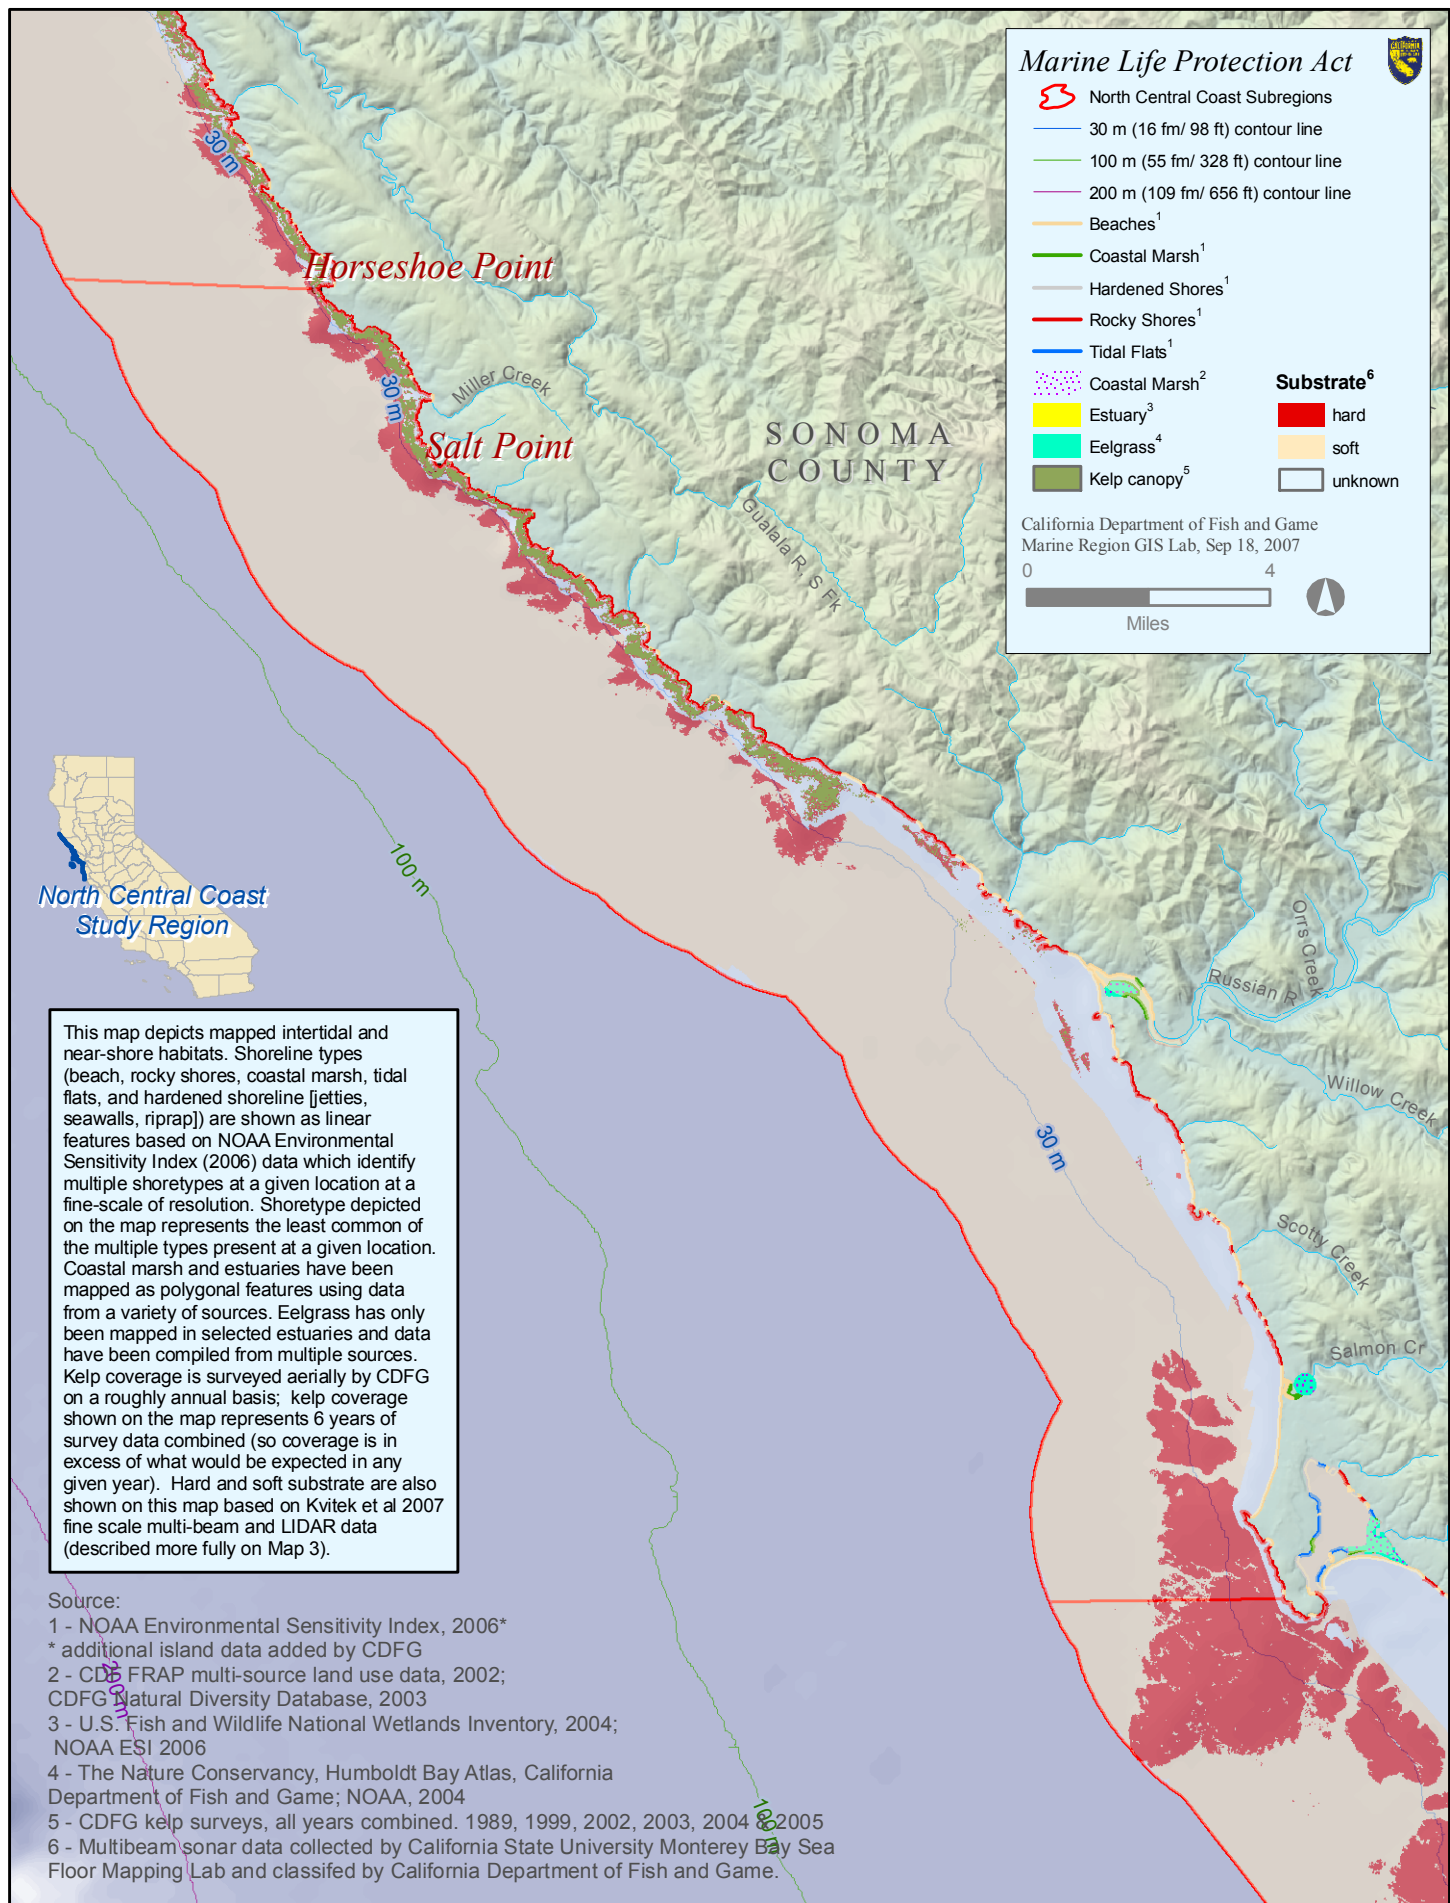 Marine Life Protection Act
CALIFORNIA
North Central Coast Subregions
30 m (16 fm/ 98 ft) contour line
100 m (55 fm/ 328 ft) contour line
200 m (109 fm/ 656 ft) contour line
Beaches1
Coastal Marsh1
Hardened Shores1
Rocky Shores1
Tidal Flats1
Coastal Marsh2
Estuary3
Eelgrass4
Kelp canopy5
Substrate6
hard
soft
unknown
California Department of Fish and Game
Marine Region GIS Lab, Sep 18, 2007
0 4
Miles
30 m
Horseshoe Point
30 m
Miller Creek
Salt Point
SONOMA
COUNTY
Gualala R, S Fk
100 m
North Central Coast
Study Region
Orrs Creek
Russian R
Willow Creek
30 m
Scotty Creek
Salmon Cr
This map depicts mapped intertidal and
near-shore habitats. Shoreline types
(beach, rocky shores, coastal marsh, tidal
flats, and hardened shoreline [jetties,
seawalls, riprap]) are shown as linear
features based on NOAA Environmental
Sensitivity Index (2006) data which identify
multiple shoretypes at a given location at a
fine-scale of resolution. Shoretype depicted
on the map represents the least common of
the multiple types present at a given location.
Coastal marsh and estuaries have been
mapped as polygonal features using data
from a variety of sources. Eelgrass has only
been mapped in selected estuaries and data
have been compiled from multiple sources.
Kelp coverage is surveyed aerially by CDFG
on a roughly annual basis; kelp coverage
shown on the map represents 6 years of
survey data combined (so coverage is in
excess of what would be expected in any
given year). Hard and soft substrate are also
shown on this map based on Kvitek et al 2007
fine scale multi-beam and LIDAR data
(described more fully on Map 3).
Source:
1 - NOAA Environmental Sensitivity Index, 2006*
* additional island data added by CDFG
2 - CDF FRAP multi-source land use data, 2002;
CDFG Natural Diversity Database, 2003
3 - U.S. Fish and Wildlife National Wetlands Inventory, 2004;
NOAA ESI 2006
4 - The Nature Conservancy, Humboldt Bay Atlas, California
Department of Fish and Game; NOAA, 2004
5 - CDFG kelp surveys, all years combined. 1989, 1999, 2002, 2003, 2004 & 2005
6 - Multibeam sonar data collected by California State University Monterey Bay Sea
Floor Mapping Lab and classifed by California Department of Fish and Game.
200 m
100 m